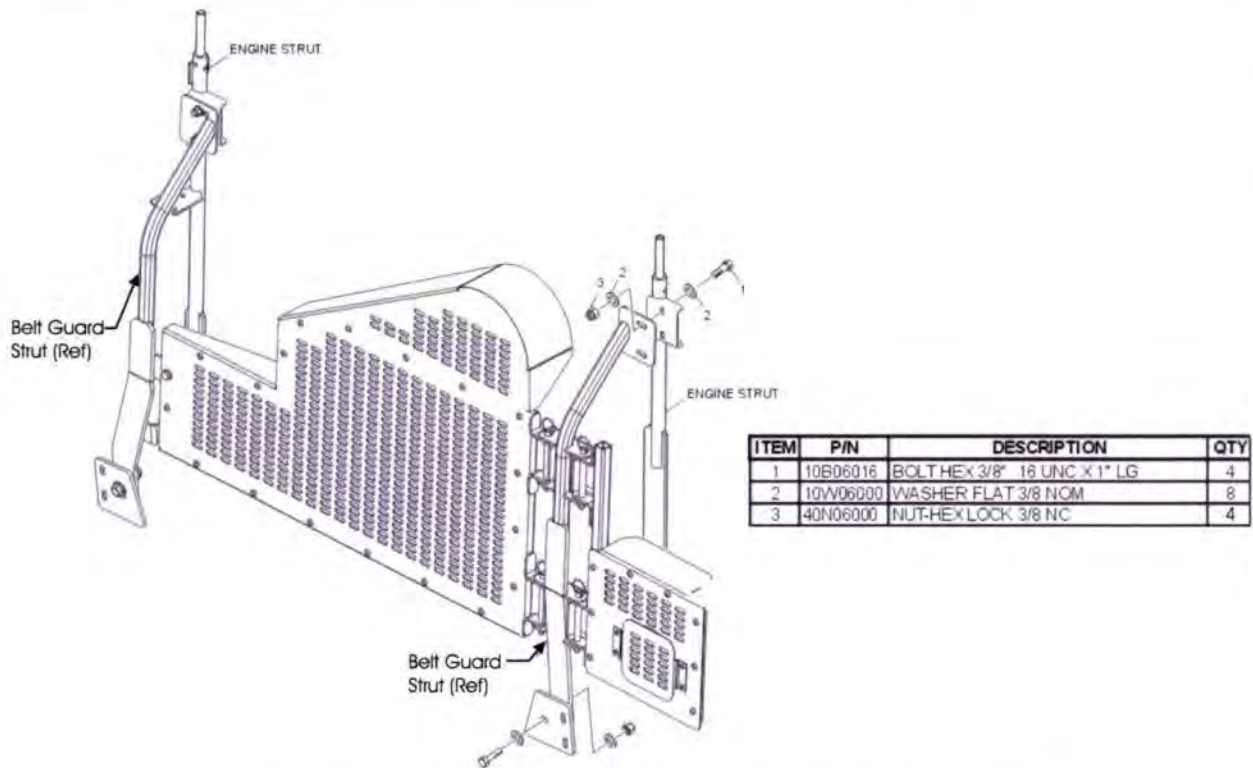 ENGINE STRUT
Belt Guard
Strut (Ref)
3
2
2
1
ENGINE STRUT
Belt Guard
Strut (Ref)
ITEM P/N DESCRIPTION QTY
1 10B06016 BOLT HEX 3/8" 16 UNC X 1" LG 4
2 10W06000 WASHER FLAT 3/8 NOM 8
3 40N06000 NUT-HEX LOCK 3/8 NC 4